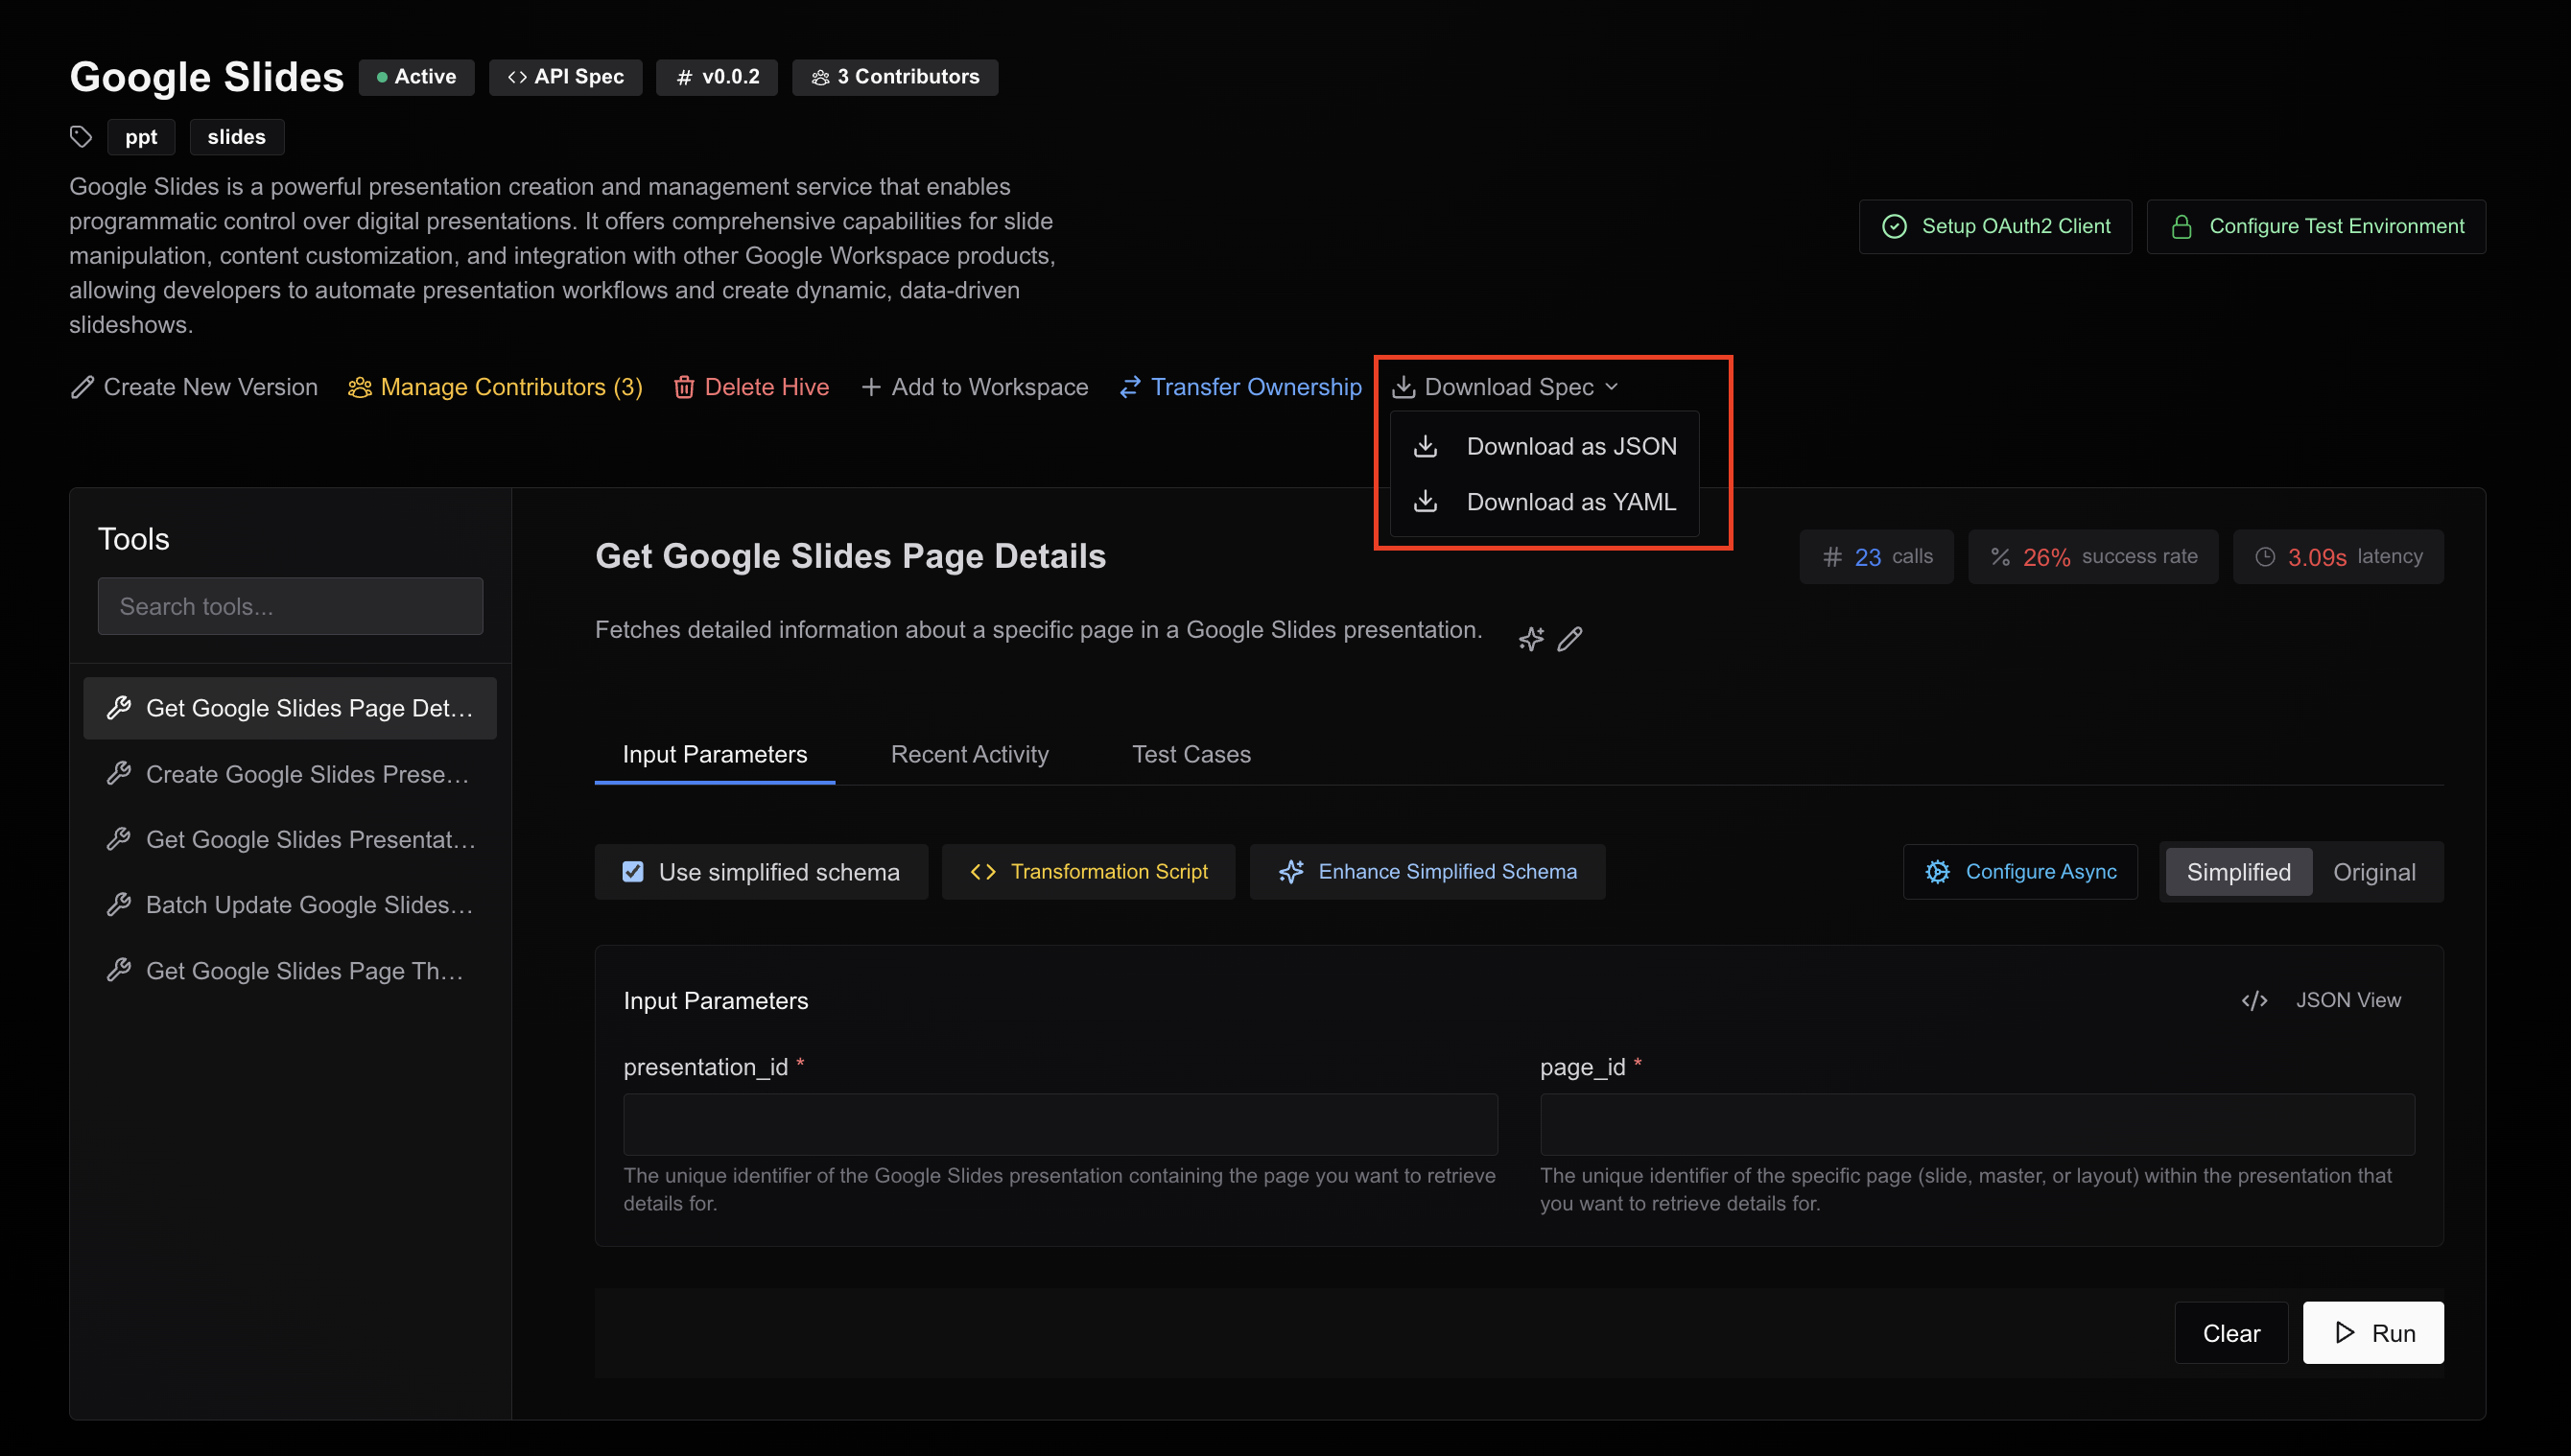 Google Slides Active API Spec # v0.0.2 3 Contributors
ppt slides
Google Slides is a powerful presentation creation and management service that enables
programmatic control over digital presentations. It offers comprehensive capabilities for slide
manipulation, content customization, and integration with other Google Workspace products,
allowing developers to automate presentation workflows and create dynamic, data-driven
slideshows.
Setup OAuth2 Client Configure Test Environment
Create New Version Manage Contributors (3) Delete Hive Add to Workspace Transfer Ownership Download Spec
Download as JSON
Download as YAML
Tools
Search tools...
Get Google Slides Page Det...
Create Google Slides Prese...
Get Google Slides Presentat...
Batch Update Google Slides...
Get Google Slides Page Th...
Get Google Slides Page Details
# 23 calls % 26% success rate 3.09s latency
Fetches detailed information about a specific page in a Google Slides presentation.
Input Parameters Recent Activity Test Cases
Use simplified schema Transformation Script Enhance Simplified Schema Configure Async Simplified Original
Input Parameters </> JSON View
presentation_id * page_id *
The unique identifier of the Google Slides presentation containing the page you want to retrieve
details for.
The unique identifier of the specific page (slide, master, or layout) within the presentation that
you want to retrieve details for.
Clear Run